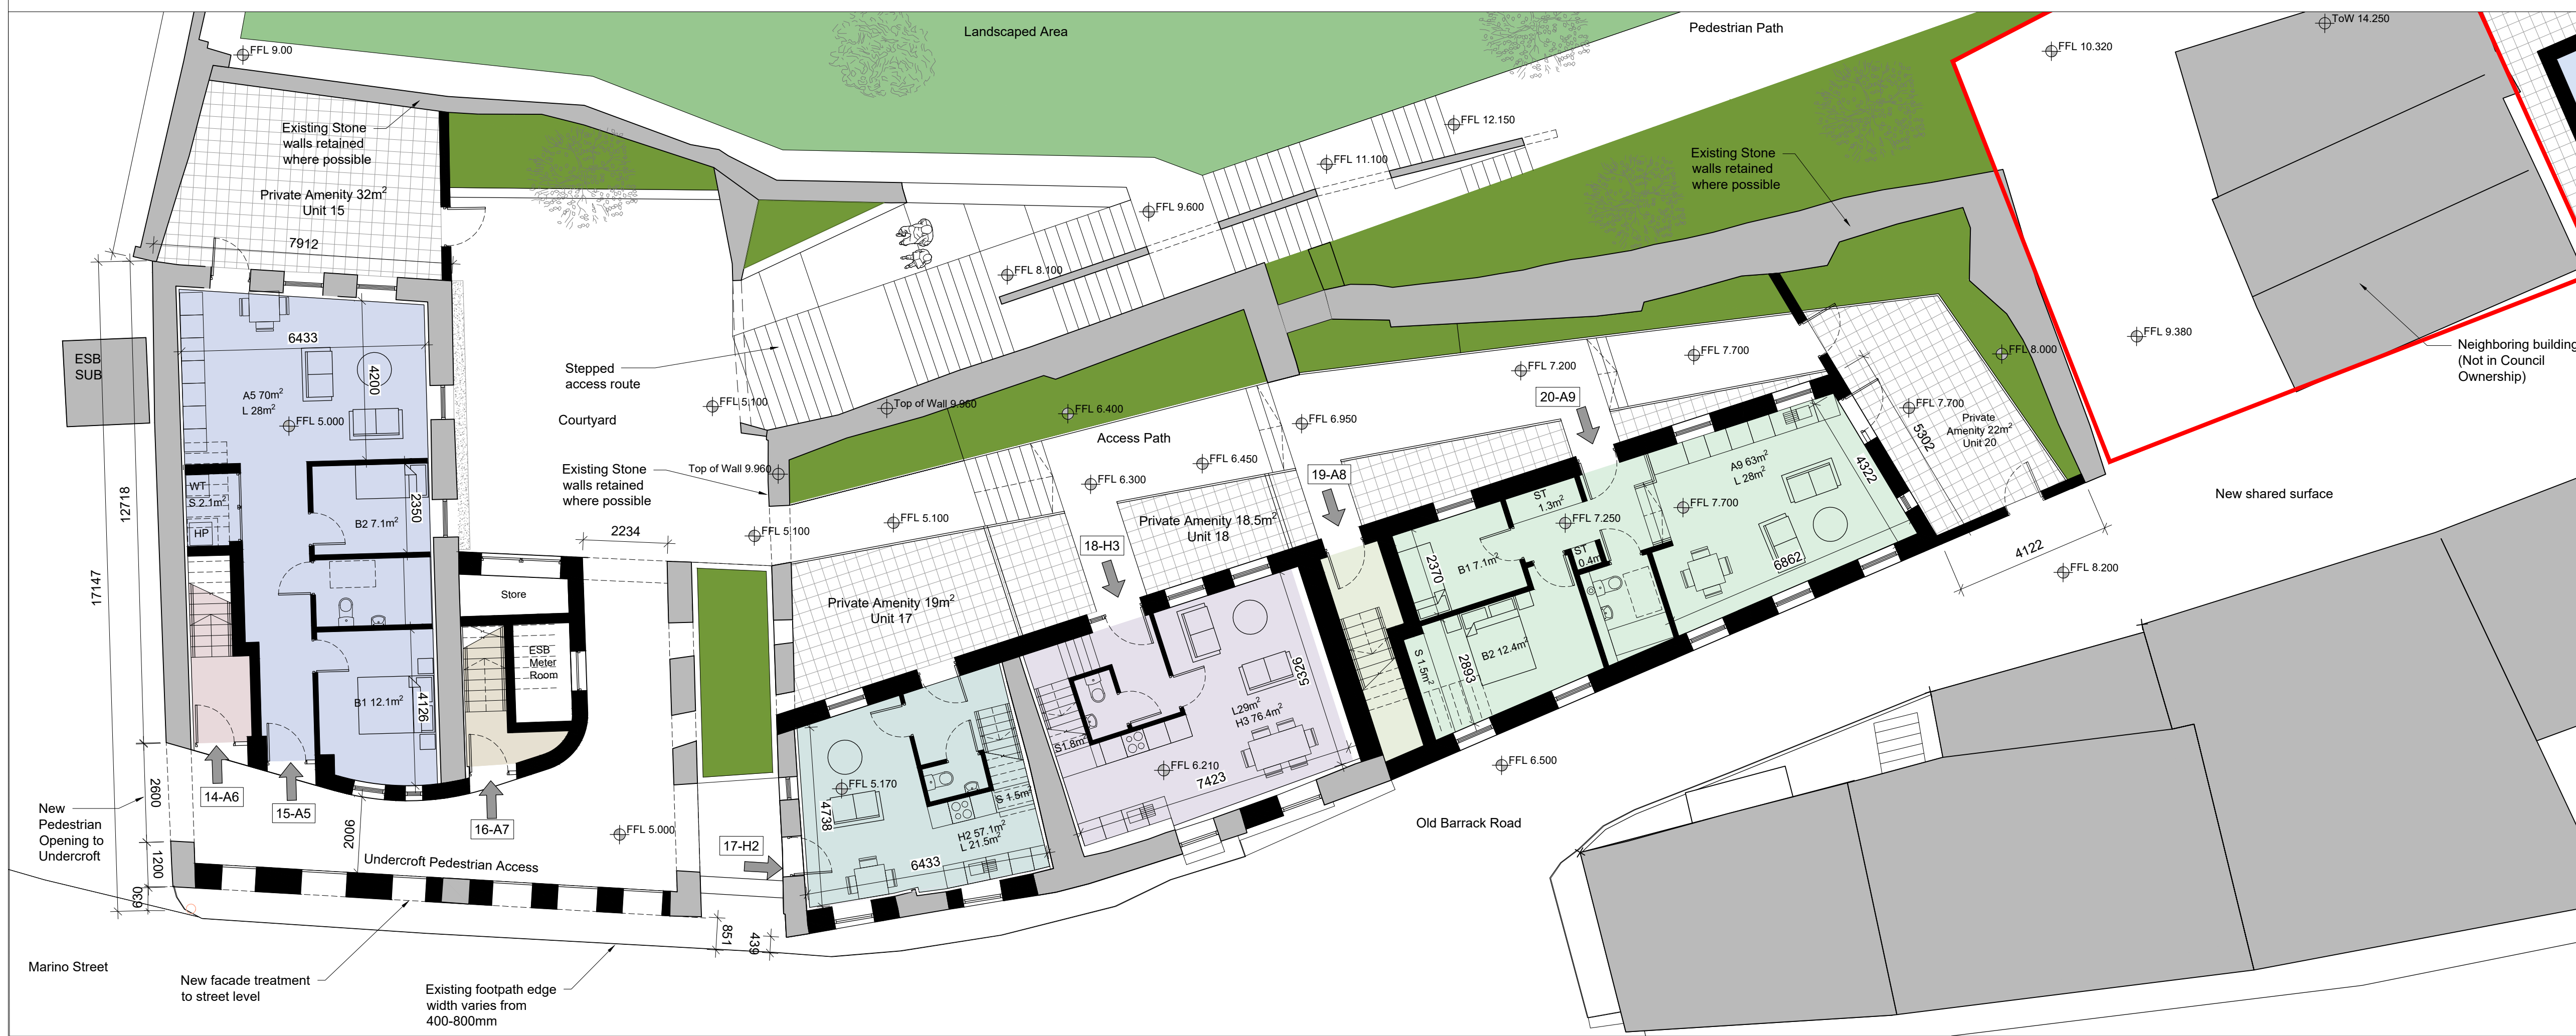 Landscaped Area
Pedestrian Path
ToW 14.250
FFL 9.00
FFL 10.320
FFL 12.150
Existing Stone
walls retained
where possible
FFL 11.100
Existing Stone
walls retained
where possible
Private Amenity 32m²
Unit 15
FFL 9.600
7912
FFL 8.100
FFL 9.380
6433
ESB
SUB
4200
Stepped
access route
FFL 7.200
FFL 7.700
FFL 8.000
Neighboring building
(Not in Council
Ownership)
A5 70m²
L 28m²
FFL 5.000
FFL 5.100
Top of Wall 9.960
FFL 6.400
20-A9
FFL 7.700
Private
Amenity 22m²
Unit 20
5302
Courtyard
Access Path
FFL 6.950
Existing Stone
walls retained
where possible
Top of Wall 9.960
FFL 6.450
FFL 6.300
19-A8
A9 63m²
L 28m²
4322
WT
S 2.1m²
HP
2350
B2 7.1m²
12718
17147
ST
1.3m²
FFL 7.700
New shared surface
2234
FFL 5.100
FFL 5.100
Private Amenity 18.5m²
Unit 18
18-H3
FFL 7.250
ST
0.4m²
B1 7.1m²
2370
6862
4122
FFL 8.200
Store
Private Amenity 19m²
Unit 17
ESB
Meter
Room
B2 12.4m²
2893
S 1.5m²
5326
B1 12.1m²
4126
L29m²
H3 76.4m²
S1.8m²
FFL 6.210
7423
FFL 6.500
FFL 5.170
S 1.5m²
4738
H2 57.1m²
L 21.5m²
6433
2600
14-A6
15-A5
16-A7
2006
FFL 5.000
17-H2
Old Barrack Road
New
Pedestrian
Opening to
Undercroft
1200
639
Undercroft Pedestrian Access
851
439
Marino Street
New facade treatment
to street level
Existing footpath edge
width varies from
400-800mm